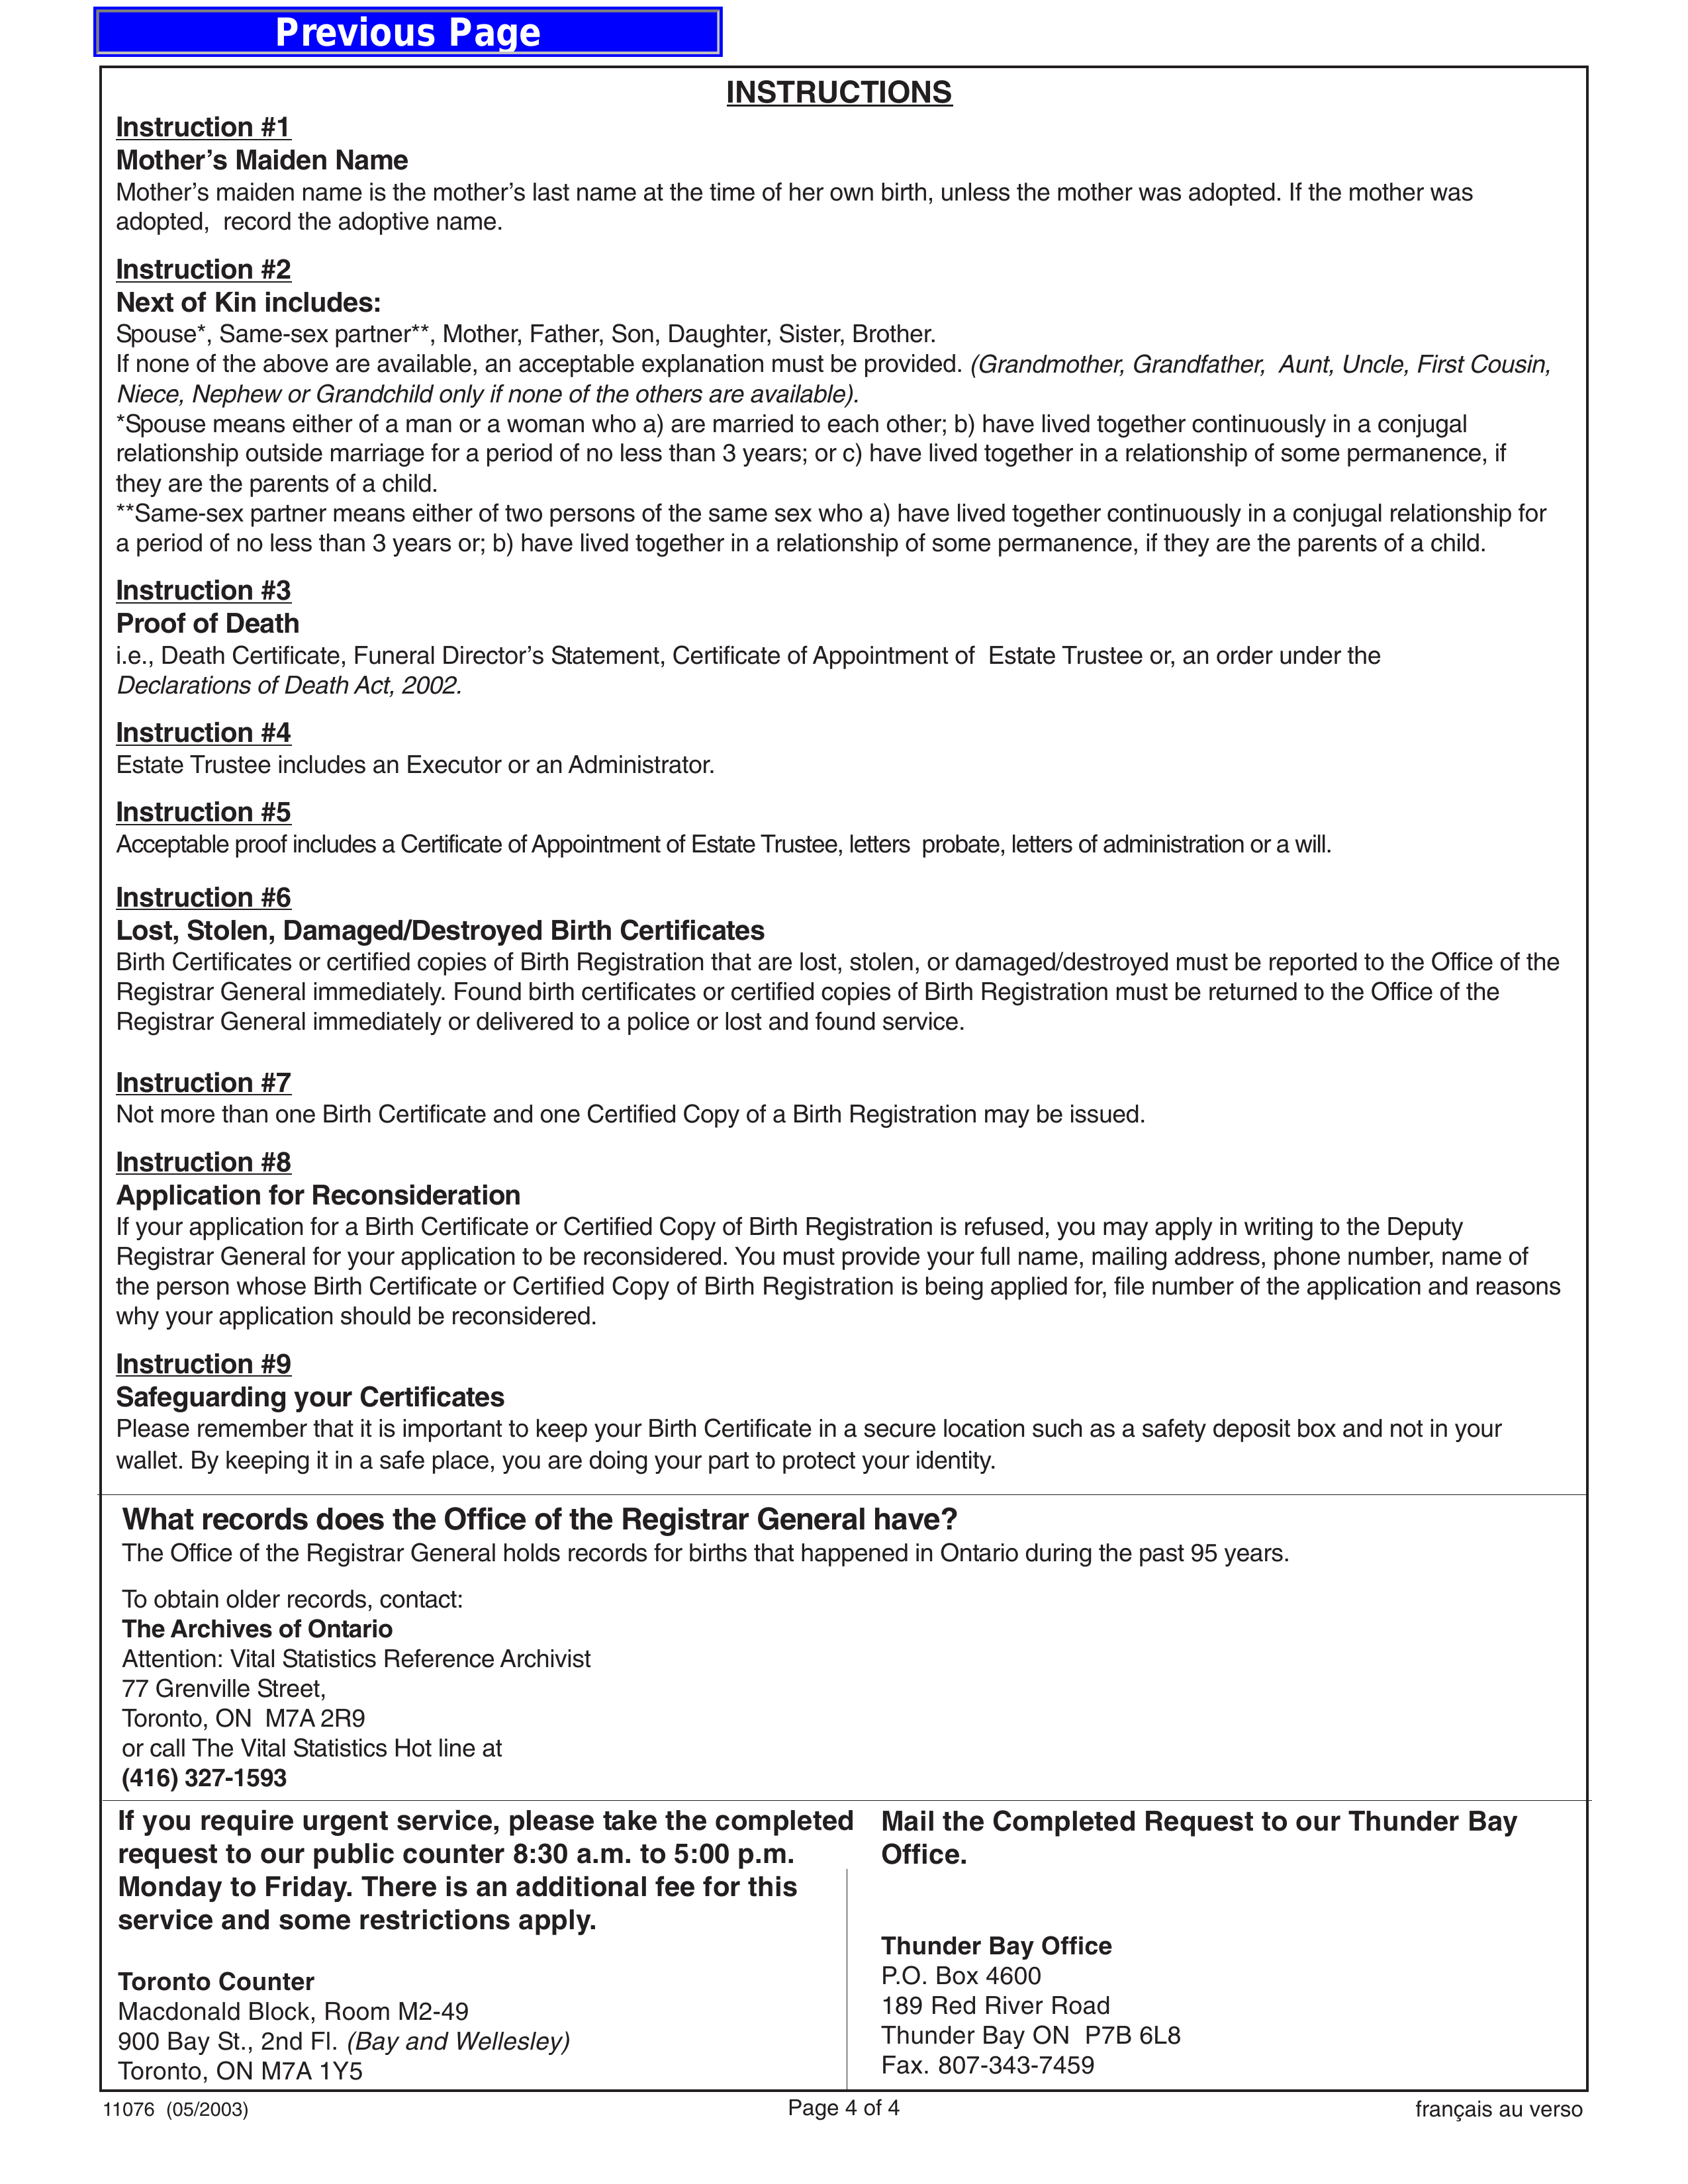 Previous Page
INSTRUCTIONS
Instruction #1
Mother's Maiden Name
Mother's maiden name is the mother's last name at the time of her own birth, unless the mother was adopted. If the mother was
adopted,  record the adoptive name.
Instruction #2
Next of Kin includes:
Spouse*, Same-sex partner**, Mother, Father, Son, Daughter, Sister, Brother.
If none of the above are available, an acceptable explanation must be provided. (Grandmother, Grandfather,  Aunt, Uncle, First Cousin,
Niece, Nephew or Grandchild only if none of the others are available).
*Spouse means either of a man or a woman who a) are married to each other; b) have lived together continuously in a conjugal
relationship outside marriage for a period of no less than 3 years; or c) have lived together in a relationship of some permanence, if
they are the parents of a child.
**Same-sex partner means either of two persons of the same sex who a) have lived together continuously in a conjugal relationship for
a period of no less than 3 years or; b) have lived together in a relationship of some permanence, if they are the parents of a child.
Instruction #3
Proof of Death
i.e., Death Certificate, Funeral Director's Statement, Certificate of Appointment of  Estate Trustee or, an order under the
Declarations of Death Act, 2002.
Instruction #4
Estate Trustee includes an Executor or an Administrator.
Instruction #5
Acceptable proof includes a Certificate of Appointment of Estate Trustee, letters  probate, letters of administration or a will.
Instruction #6
Lost, Stolen, Damaged/Destroyed Birth Certificates
Birth Certificates or certified copies of Birth Registration that are lost, stolen, or damaged/destroyed must be reported to the Office of the
Registrar General immediately. Found birth certificates or certified copies of Birth Registration must be returned to the Office of the
Registrar General immediately or delivered to a police or lost and found service.
Instruction #7
Not more than one Birth Certificate and one Certified Copy of a Birth Registration may be issued.
Instruction #8
Application for Reconsideration
If your application for a Birth Certificate or Certified Copy of Birth Registration is refused, you may apply in writing to the Deputy
Registrar General for your application to be reconsidered. You must provide your full name, mailing address, phone number, name of
the person whose Birth Certificate or Certified Copy of Birth Registration is being applied for, file number of the application and reasons
why your application should be reconsidered.
Instruction #9
Safeguarding your Certificates
Please remember that it is important to keep your Birth Certificate in a secure location such as a safety deposit box and not in your
wallet. By keeping it in a safe place, you are doing your part to protect your identity.
What records does the Office of the Registrar General have?
The Office of the Registrar General holds records for births that happened in Ontario during the past 95 years.
To obtain older records, contact:
The Archives of Ontario
Attention: Vital Statistics Reference Archivist
77 Grenville Street,
Toronto, ON  M7A 2R9
or call The Vital Statistics Hot line at
(416) 327-1593
If you require urgent service, please take the completed
request to our public counter 8:30 a.m. to 5:00 p.m.
Monday to Friday. There is an additional fee for this
service and some restrictions apply.
Toronto Counter
Macdonald Block, Room M2-49
900 Bay St., 2nd Fl. (Bay and Wellesley)
Toronto, ON M7A 1Y5
Mail the Completed Request to our Thunder Bay
Office.
Thunder Bay Office
P.O. Box 4600
189 Red River Road
Thunder Bay ON  P7B 6L8
Fax. 807-343-7459
11076  (05/2003)
Page 4 of 4
français au verso